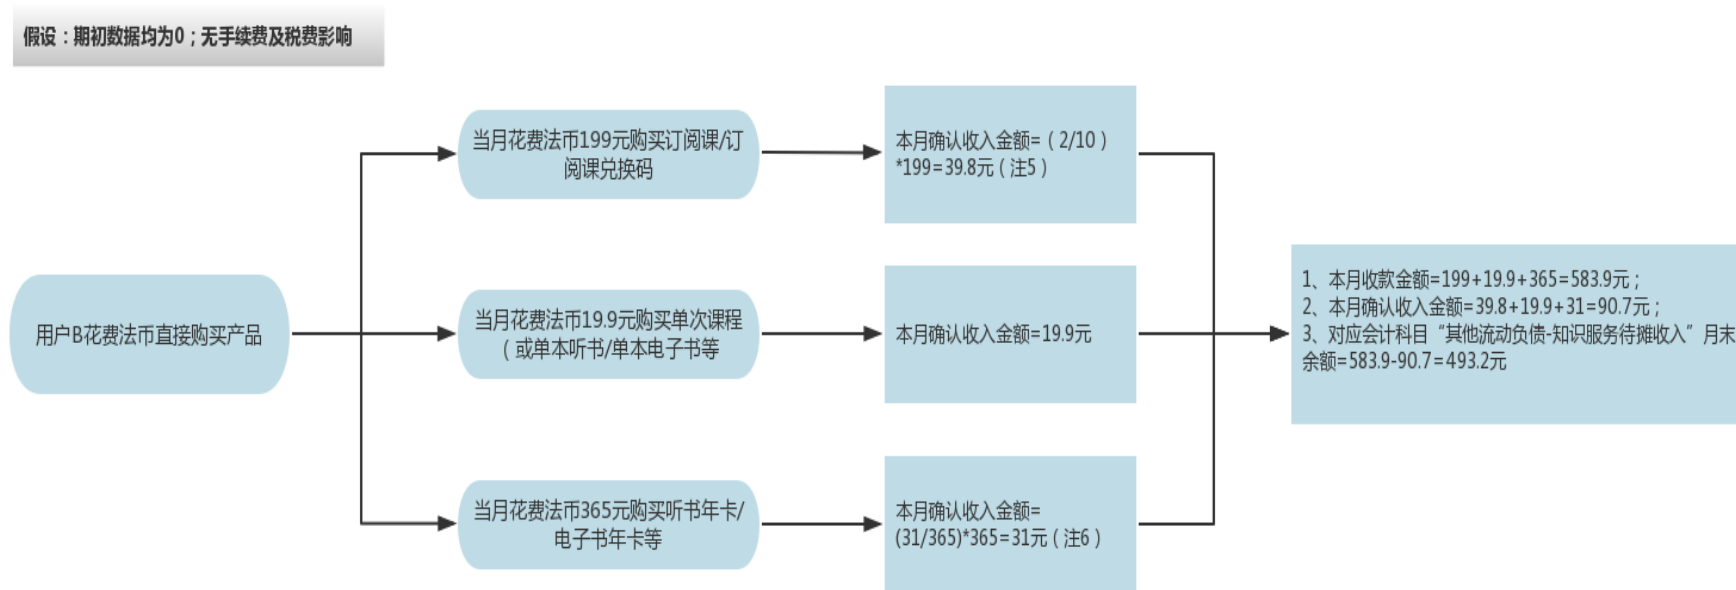 假设：期初数据均为0；无手续费及税费影响
用户B花费法币直接购买产品
当月花费法币199元购买订阅课/订
阅课兑换码
本月确认收入金额=（2/10）
*199=39.8元（注5）
当月花费法币19.9元购买单次课程
（或单本听书/单本电子书等
本月确认收入金额=19.9元
当月花费法币365元购买听书年卡/
电子书年卡等
本月确认收入金额=
(31/365)*365=31元（注6）
1、本月收款金额=199+19.9+365=583.9元；
2、本月确认收入金额=39.8+19.9+31=90.7元；
3、对应会计科目“其他流动负债-知识服务待摊收入”月末
余额=583.9-90.7=493.2元